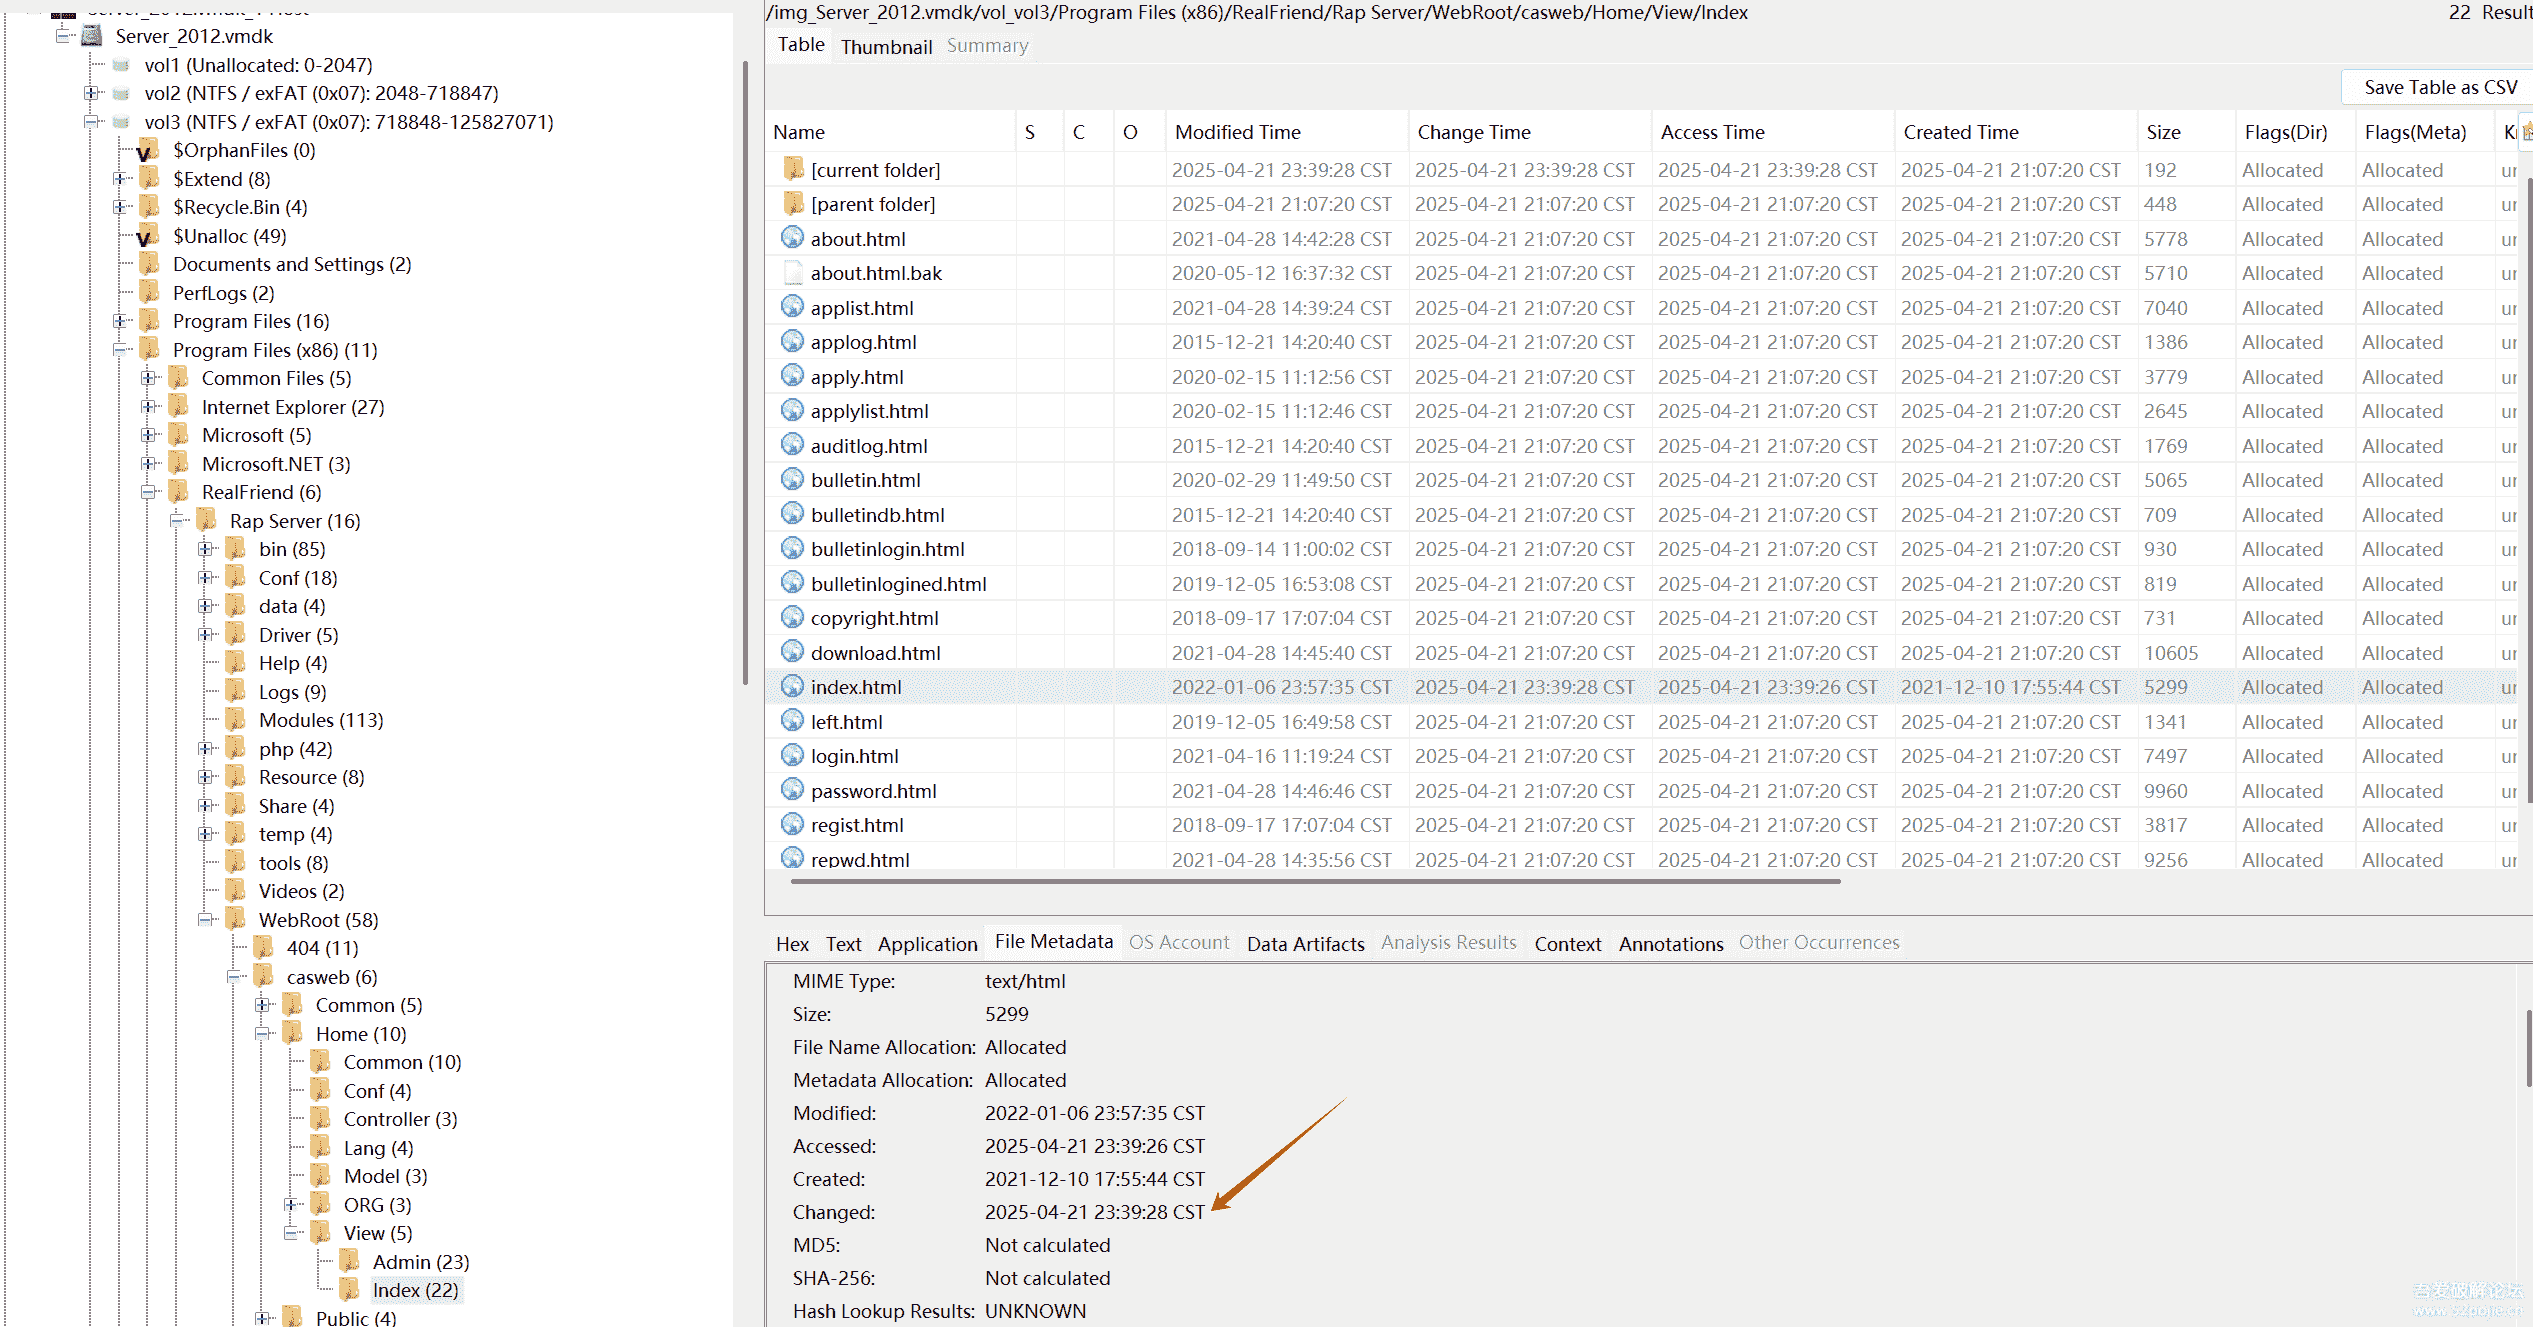 Server_2012.vmdk
vol1 (Unallocated: 0-2047)
vol2 (NTFS / exFAT (0x07): 2048-718847)
vol3 (NTFS / exFAT (0x07): 718848-125827071)
$OrphanFiles (0)
$Extend (8)
$Recycle.Bin (4)
$Unalloc (49)
Documents and Settings (2)
PerfLogs (2)
Program Files (16)
Program Files (x86) (11)
Common Files (5)
Internet Explorer (27)
Microsoft (5)
Microsoft.NET (3)
RealFriend (6)
Rap Server (16)
bin (85)
Conf (18)
data (4)
Driver (5)
Help (4)
Logs (9)
Modules (113)
php (42)
Resource (8)
Share (4)
temp (4)
tools (8)
Videos (2)
WebRoot (58)
404 (11)
casweb (6)
Common (5)
Home (10)
Common (10)
Conf (4)
Controller (3)
Lang (4)
Model (3)
ORG (3)
View (5)
Admin (23)
Index (22)
Public (4)
/img_Server_2012.vmdk/vol_vol3/Program Files (x86)/RealFriend/Rap Server/WebRoot/casweb/Home/View/Index
22 Result
Table Thumbnail Summary
Save Table as CSV
Name S C O Modified Time Change Time Access Time Created Time Size Flags(Dir) Flags(Meta) K
[current folder] 2025-04-21 23:39:28 CST 2025-04-21 23:39:28 CST 2025-04-21 23:39:28 CST 2025-04-21 21:07:20 CST 192 Allocated Allocated ur
[parent folder] 2025-04-21 21:07:20 CST 2025-04-21 21:07:20 CST 2025-04-21 21:07:20 CST 2025-04-21 21:07:20 CST 448 Allocated Allocated ur
about.html 2021-04-28 14:42:28 CST 2025-04-21 21:07:20 CST 2025-04-21 21:07:20 CST 2025-04-21 21:07:20 CST 5778 Allocated Allocated ur
about.html.bak 2020-05-12 16:37:32 CST 2025-04-21 21:07:20 CST 2025-04-21 21:07:20 CST 2025-04-21 21:07:20 CST 5710 Allocated Allocated ur
applist.html 2021-04-28 14:39:24 CST 2025-04-21 21:07:20 CST 2025-04-21 21:07:20 CST 2025-04-21 21:07:20 CST 7040 Allocated Allocated ur
applog.html 2015-12-21 14:20:40 CST 2025-04-21 21:07:20 CST 2025-04-21 21:07:20 CST 2025-04-21 21:07:20 CST 1386 Allocated Allocated ur
apply.html 2020-02-15 11:12:56 CST 2025-04-21 21:07:20 CST 2025-04-21 21:07:20 CST 2025-04-21 21:07:20 CST 3779 Allocated Allocated ur
applylist.html 2020-02-15 11:12:46 CST 2025-04-21 21:07:20 CST 2025-04-21 21:07:20 CST 2025-04-21 21:07:20 CST 2645 Allocated Allocated ur
auditlog.html 2015-12-21 14:20:40 CST 2025-04-21 21:07:20 CST 2025-04-21 21:07:20 CST 2025-04-21 21:07:20 CST 1769 Allocated Allocated ur
bulletin.html 2020-02-29 11:49:50 CST 2025-04-21 21:07:20 CST 2025-04-21 21:07:20 CST 2025-04-21 21:07:20 CST 5065 Allocated Allocated ur
bulletindb.html 2015-12-21 14:20:40 CST 2025-04-21 21:07:20 CST 2025-04-21 21:07:20 CST 2025-04-21 21:07:20 CST 709 Allocated Allocated ur
bulletinlogin.html 2018-09-14 11:00:02 CST 2025-04-21 21:07:20 CST 2025-04-21 21:07:20 CST 2025-04-21 21:07:20 CST 930 Allocated Allocated ur
bulletinlogined.html 2019-12-05 16:53:08 CST 2025-04-21 21:07:20 CST 2025-04-21 21:07:20 CST 2025-04-21 21:07:20 CST 819 Allocated Allocated ur
copyright.html 2018-09-17 17:07:04 CST 2025-04-21 21:07:20 CST 2025-04-21 21:07:20 CST 2025-04-21 21:07:20 CST 731 Allocated Allocated ur
download.html 2021-04-28 14:45:40 CST 2025-04-21 21:07:20 CST 2025-04-21 21:07:20 CST 2025-04-21 21:07:20 CST 10605 Allocated Allocated ur
index.html 2022-01-06 23:57:35 CST 2025-04-21 23:39:28 CST 2025-04-21 23:39:26 CST 2021-12-10 17:55:44 CST 5299 Allocated Allocated ur
left.html 2019-12-05 16:49:58 CST 2025-04-21 21:07:20 CST 2025-04-21 21:07:20 CST 2025-04-21 21:07:20 CST 1341 Allocated Allocated ur
login.html 2021-04-16 11:19:24 CST 2025-04-21 21:07:20 CST 2025-04-21 21:07:20 CST 2025-04-21 21:07:20 CST 7497 Allocated Allocated ur
password.html 2021-04-28 14:46:46 CST 2025-04-21 21:07:20 CST 2025-04-21 21:07:20 CST 2025-04-21 21:07:20 CST 9960 Allocated Allocated ur
regist.html 2018-09-17 17:07:04 CST 2025-04-21 21:07:20 CST 2025-04-21 21:07:20 CST 2025-04-21 21:07:20 CST 3817 Allocated Allocated ur
repwd.html 2021-04-28 14:35:56 CST 2025-04-21 21:07:20 CST 2025-04-21 21:07:20 CST 2025-04-21 21:07:20 CST 9256 Allocated Allocated ur
Hex Text Application File Metadata OS Account Data Artifacts Analysis Results Context Annotations Other Occurrences
MIME Type: text/html
Size: 5299
File Name Allocation: Allocated
Metadata Allocation: Allocated
Modified: 2022-01-06 23:57:35 CST
Accessed: 2025-04-21 23:39:26 CST
Created: 2021-12-10 17:55:44 CST
Changed: 2025-04-21 23:39:28 CST
MD5: Not calculated
SHA-256: Not calculated
Hash Lookup Results: UNKNOWN
吾爱破解论坛
www.52pojie.cn